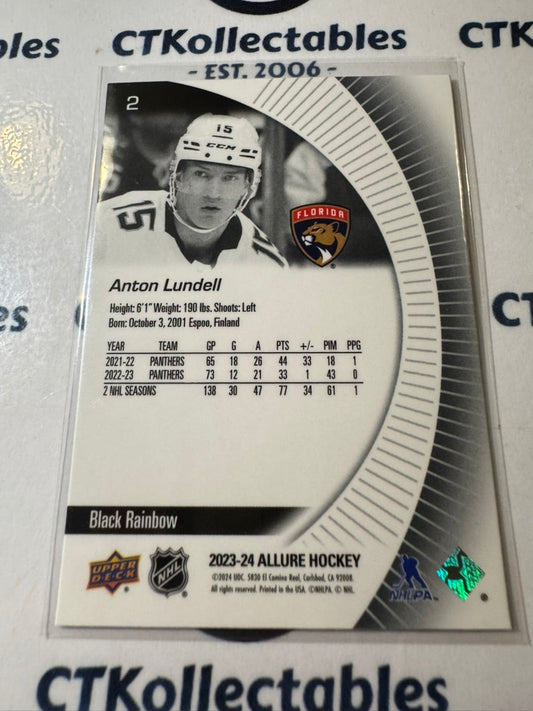 les
CTKollectables
CTK
- EST. 2006 -
2
15
CCM
15
15
FLORIDA
Anton Lundell
Height: 6'1" Weight: 190 lbs. Shoots: Left
Born: October 3, 2001 Espoo, Finland
YEAR TEAM GP G A PTS +/- PIM PPG
2021-22 PANTHERS 65 18 26 44 33 18 1
2022-23 PANTHERS 73 12 21 33 1 43 0
2 NHL SEASONS 138 30 47 77 34 61 1
Black Rainbow
UPPER DECK
NHL
2023-24 ALLURE HOCKEY
©2024 UDC. 5830 El Camino Real, Carlsbad, CA 92008.
All rights reserved. Printed in the USA. ©NHLPA. © NHL.
NHLPA
CTKollectables